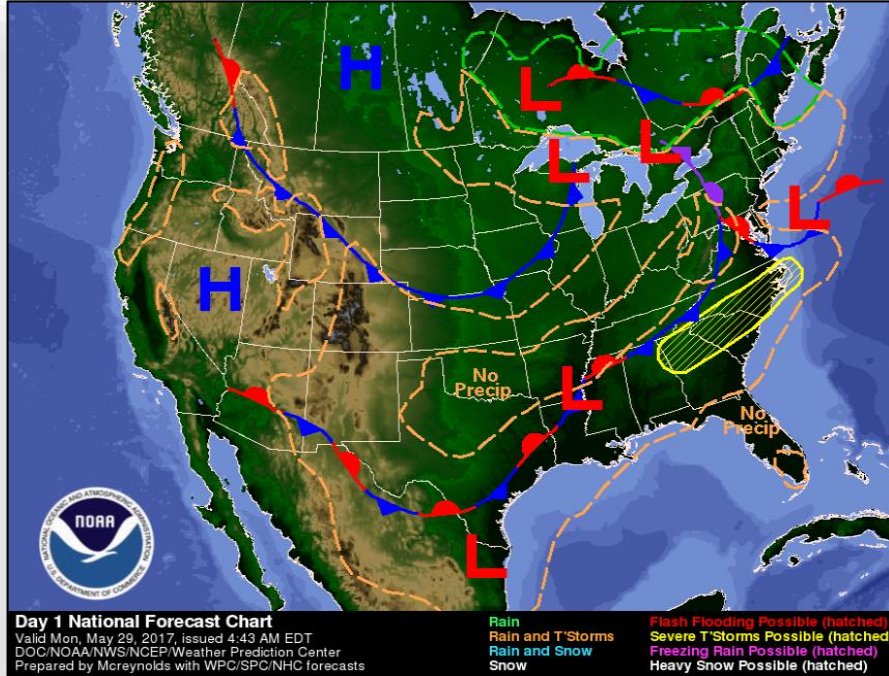 H
L
L
L
L
H
No
Precip
L
No
Precip
L
NATIONAL OCEANIC AND ATMOSPHERIC ADMINISTRATION
NOAA
U.S. DEPARTMENT OF COMMERCE
Day 1 National Forecast Chart
Valid Mon, May 29, 2017, issued 4:43 AM EDT
DOC/NOAA/NWS/NCEP/Weather Prediction Center
Prepared by Mcreynolds with WPC/SPC/NHC forecasts
Rain
Rain and T'Storms
Rain and Snow
Snow
Flash Flooding Possible (hatched)
Severe T'Storms Possible (hatched)
Freezing Rain Possible (hatched)
Heavy Snow Possible (hatched)